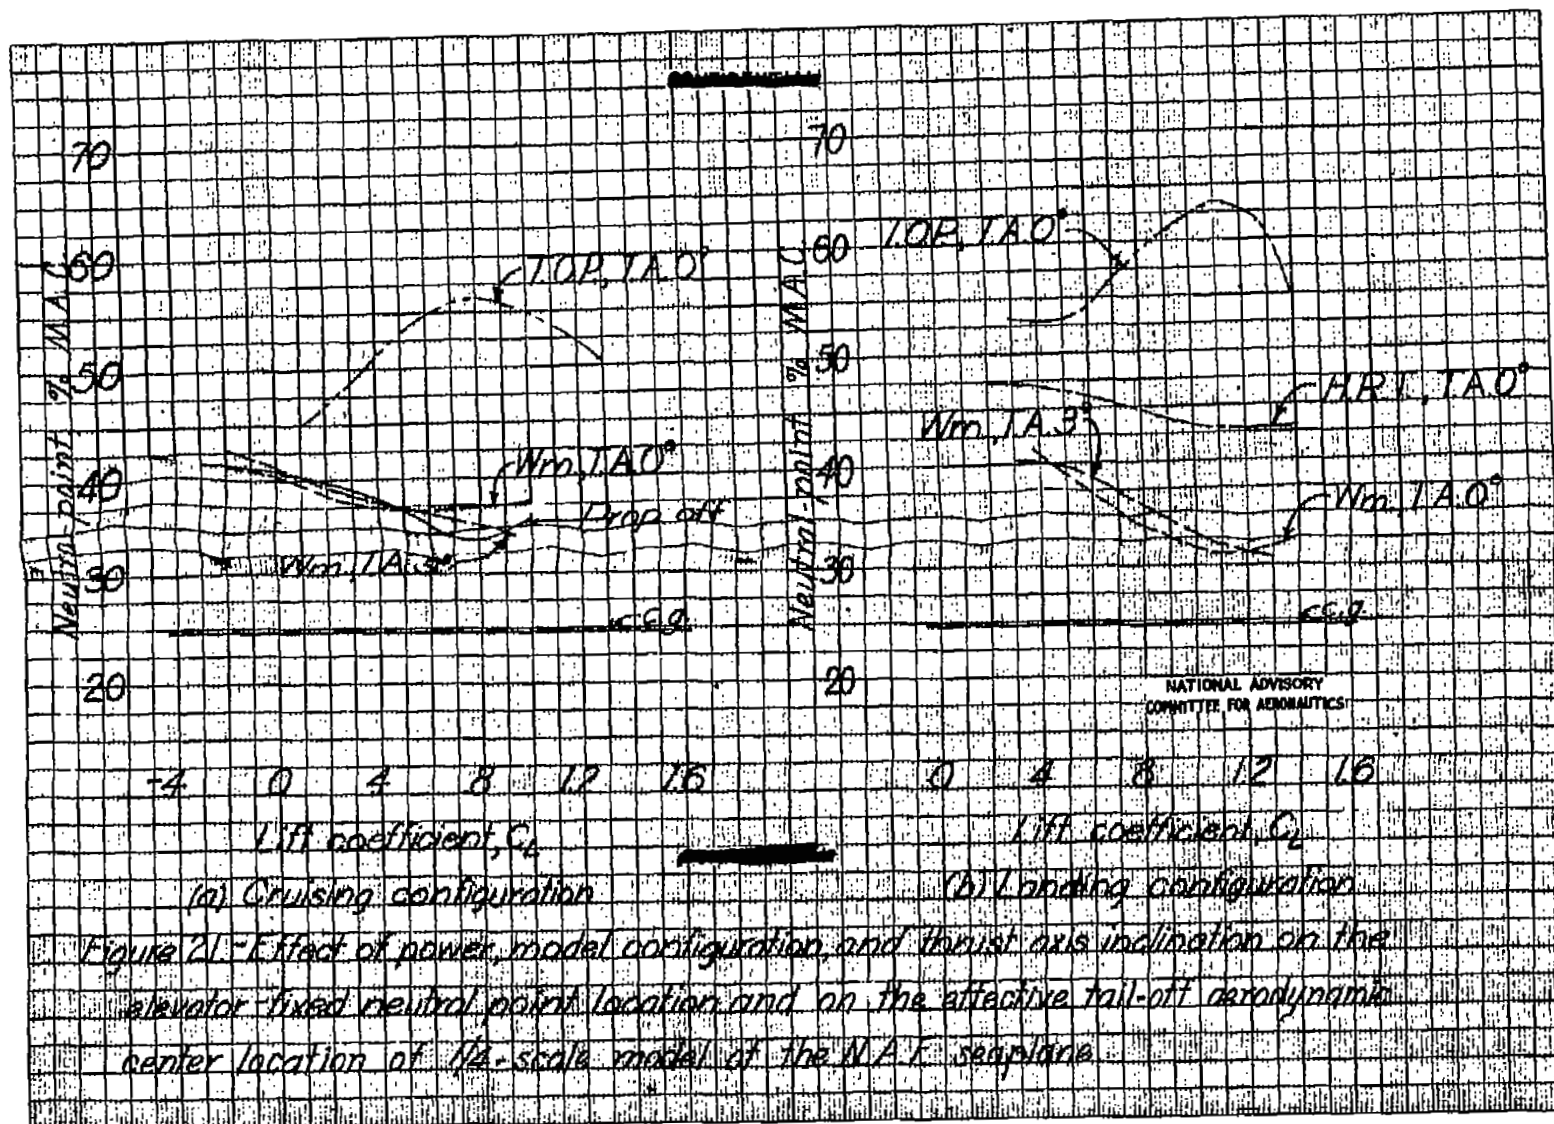 70
60
50
40
30
20
Neutral-point % M.A.C.
T.O.P., T.A.0°
Wm., T.A.0°
Prop off
Wm., T.A.3°
c.g.
-.4 0 .4 .8 1.2 1.6
Lift coefficient, C_L
(a) Cruising configuration
70
60
50
40
30
20
Neutral-point % M.A.C.
T.O.P., T.A.0°
H.R.T., T.A.0°
Wm., T.A.3°
Wm., T.A.0°
c.g.
NATIONAL ADVISORY
COMMITTEE FOR AERONAUTICS
0 .4 .8 1.2 1.6
Lift coefficient, C_L
(b) Landing configuration
Figure 21.-Effect of power, model configuration, and thrust axis inclination on the
elevator-fixed neutral point location and on the effective tail-off aerodynamic
center location of 1/4-scale model of the N.A.F. seaplane